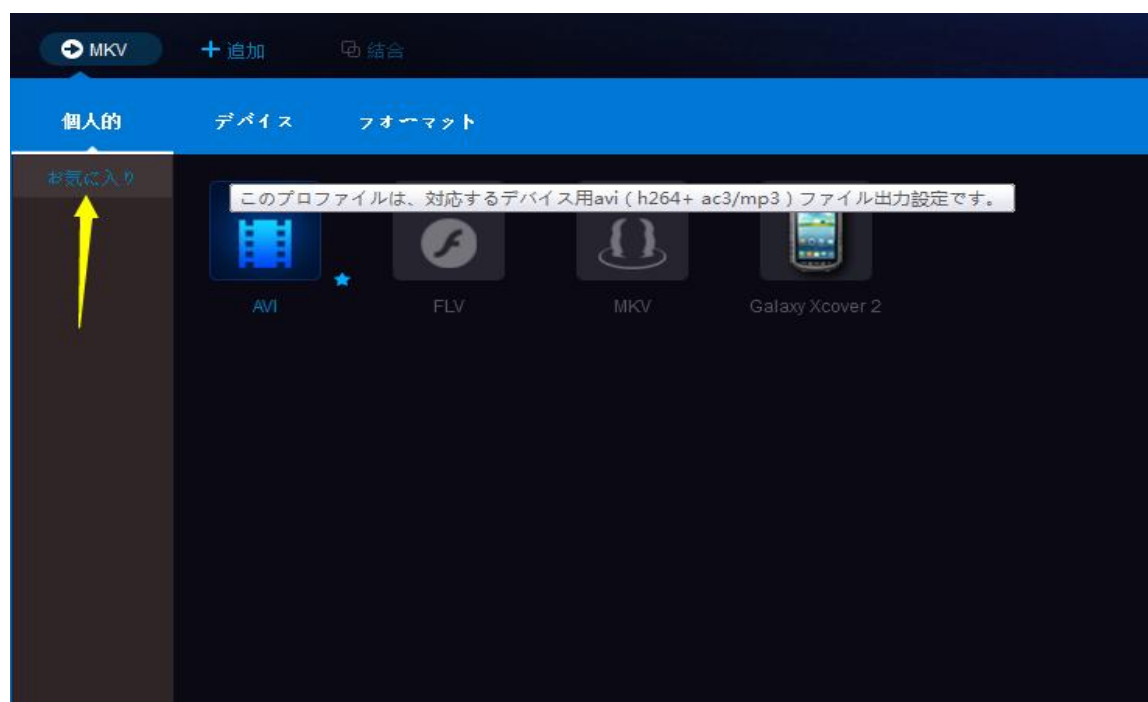 MKV 追加 结合
個人的 デバイス フォーマット
お気に入り
このプロファイルは、対応するデバイス用avi ( h264+ ac3/mp3 ) ファイル出力設定です。
AVI FLV MKV Galaxy Xcover 2